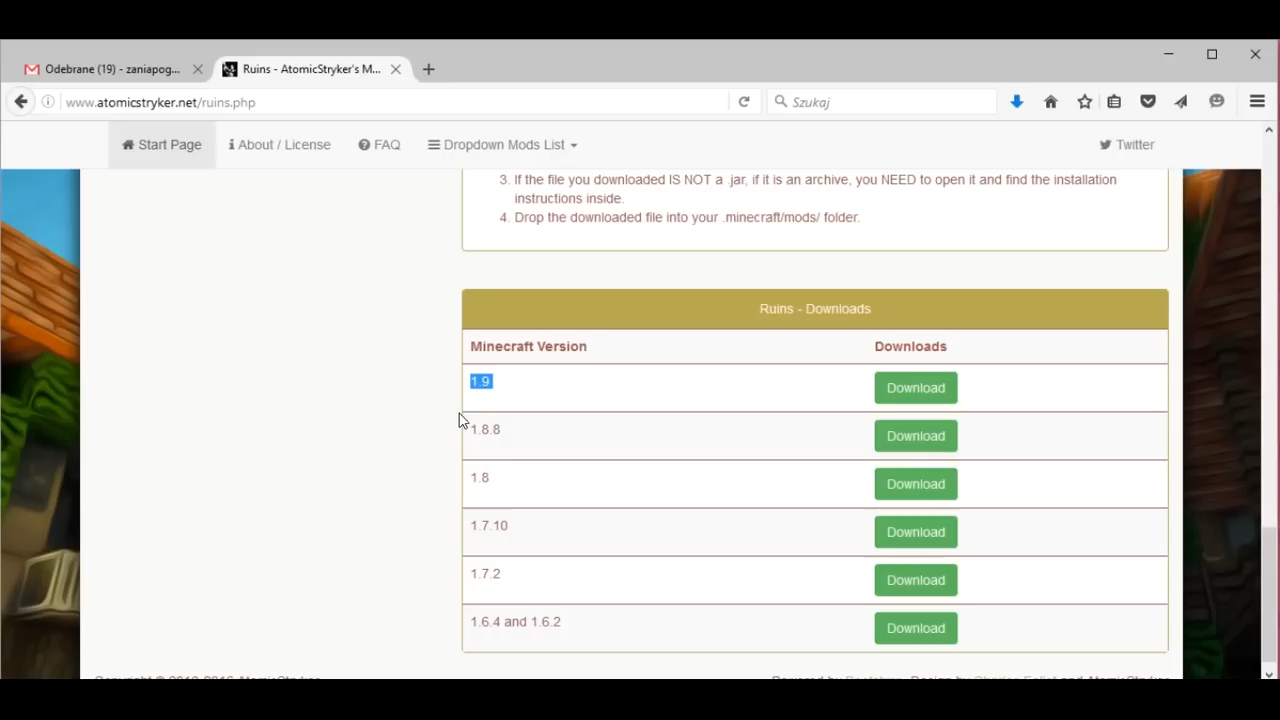 Odebrane (19) - zaniapog...
Ruins - AtomicStryker's M...
www.atomicstryker.net/ruins.php
Szukaj
Start Page
About / License
FAQ
Dropdown Mods List
Twitter
3. If the file you downloaded IS NOT a .jar, if it is an archive, you NEED to open it and find the installation
instructions inside.
4. Drop the downloaded file into your .minecraft/mods/ folder.
Ruins - Downloads
Minecraft Version Downloads
1.9 Download
1.8.8 Download
1.8 Download
1.7.10 Download
1.7.2 Download
1.6.4 and 1.6.2 Download